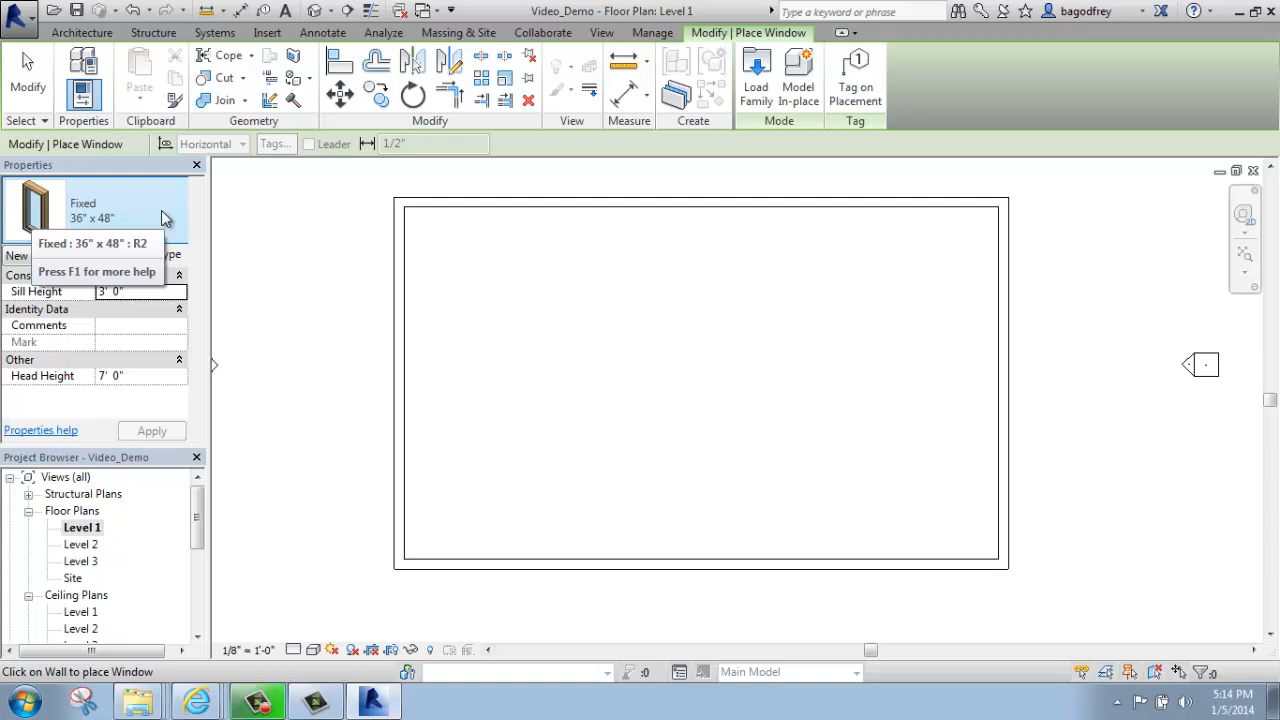 Video_Demo - Floor Plan: Level 1
Type a keyword or phrase
bagodfrey
Architecture
Structure
Systems
Insert
Annotate
Analyze
Massing & Site
Collaborate
View
Manage
Modify | Place Window
Modify
Paste
Cope
Cut
Join
Load
Family
Model
In-place
Tag on
Placement
Select
Properties
Clipboard
Geometry
Modify
View
Measure
Create
Mode
Tag
Modify | Place Window
Horizontal
Tags...
Leader
1/2"
Properties
Fixed
36" x 48"
Fixed : 36" x 48" : R2
New
ype
Press F1 for more help
Cons
Sill Height
3' 0"
Identity Data
Comments
Mark
Other
Head Height
7' 0"
Properties help
Apply
Project Browser - Video_Demo
Views (all)
Structural Plans
Floor Plans
Level 1
Level 2
Level 3
Site
Ceiling Plans
Level 1
Level 2
1/8" = 1'-0"
Click on Wall to place Window
:0
Main Model
:0
5:14 PM
1/5/2014